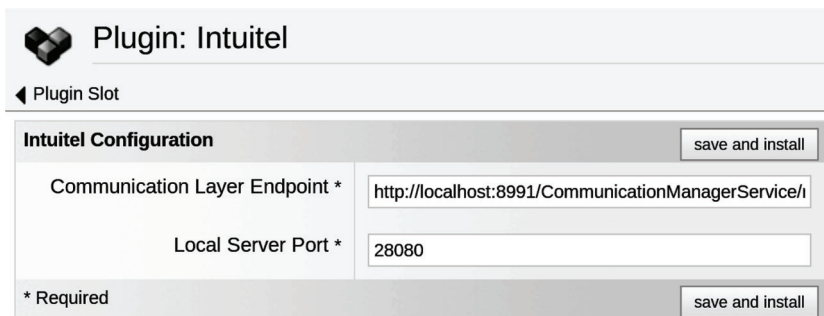 Plugin: Intuitel
Plugin Slot
Intuitel Configuration
save and install
Communication Layer Endpoint *
http://localhost:8991/CommunicationManagerService/
Local Server Port *
28080
* Required
save and install